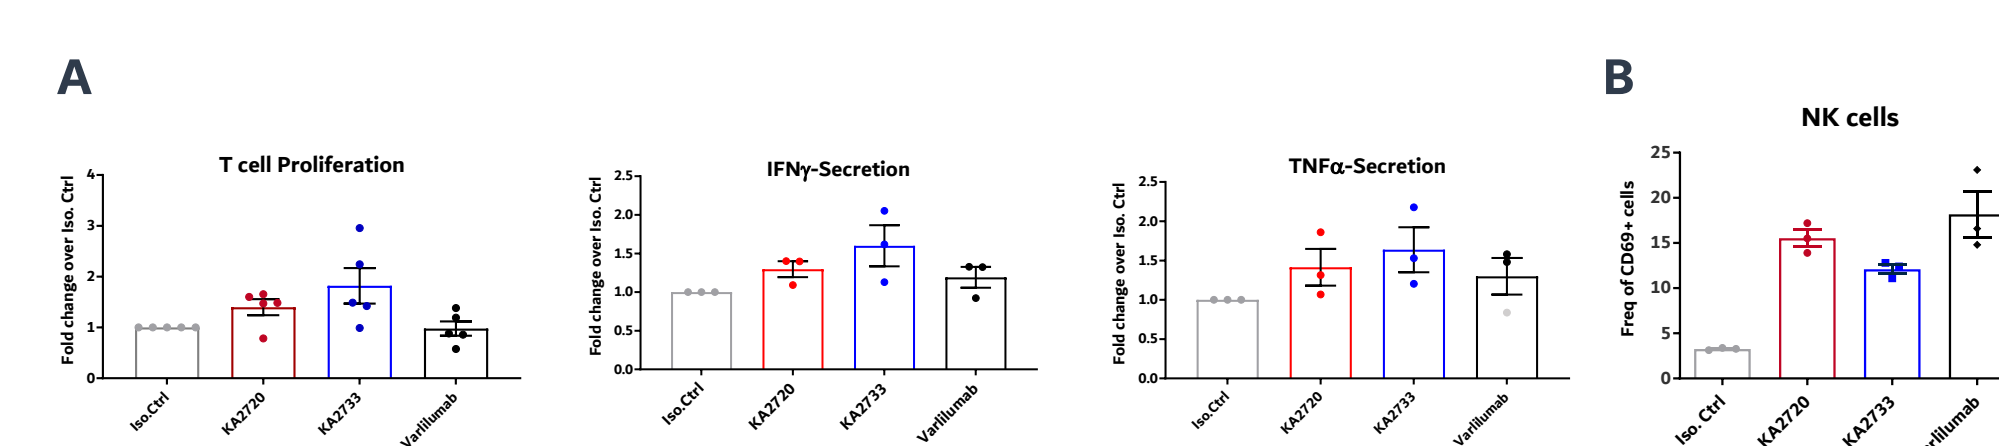 A
B
T cell Proliferation
Fold change over Iso. Ctrl
4
3
2
1
0
Iso.Ctrl
KA2720
KA2733
Varlilumab
IFNγ-Secretion
Fold change over Iso. Ctrl
2.5
2.0
1.5
1.0
0.5
0.0
Iso.Ctrl
KA2720
KA2733
Varlilumab
TNFα-Secretion
Fold change over Iso. Ctrl
2.5
2.0
1.5
1.0
0.5
0.0
Iso.Ctrl
KA2720
KA2733
Varlilumab
NK cells
Freq of CD69+ cells
25
20
15
10
5
0
Iso. Ctrl
KA2720
KA2733